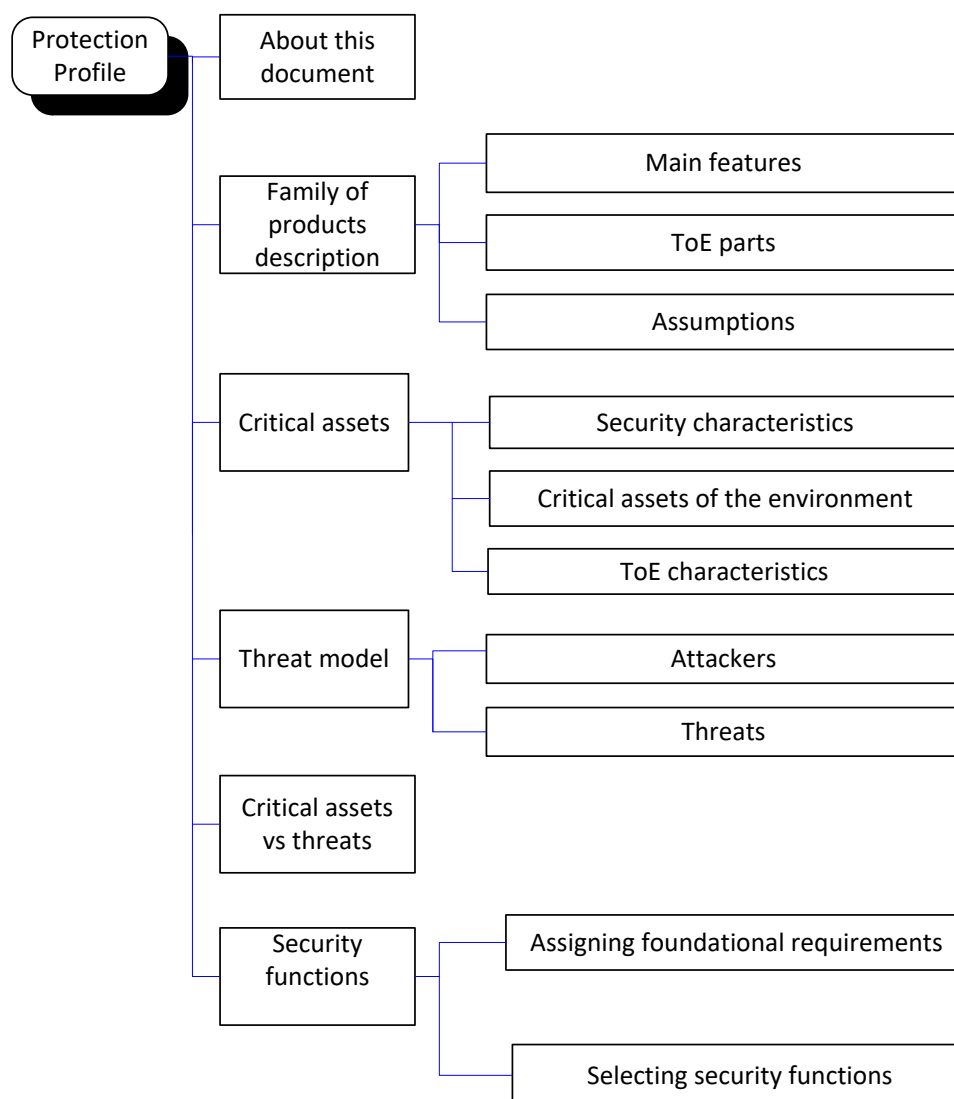 Protection
Profile
About this
document
Family of
products
description
Main features
ToE parts
Assumptions
Critical assets
Security characteristics
Critical assets of the environment
ToE characteristics
Threat model
Attackers
Threats
Critical assets
vs threats
Security
functions
Assigning foundational requirements
Selecting security functions